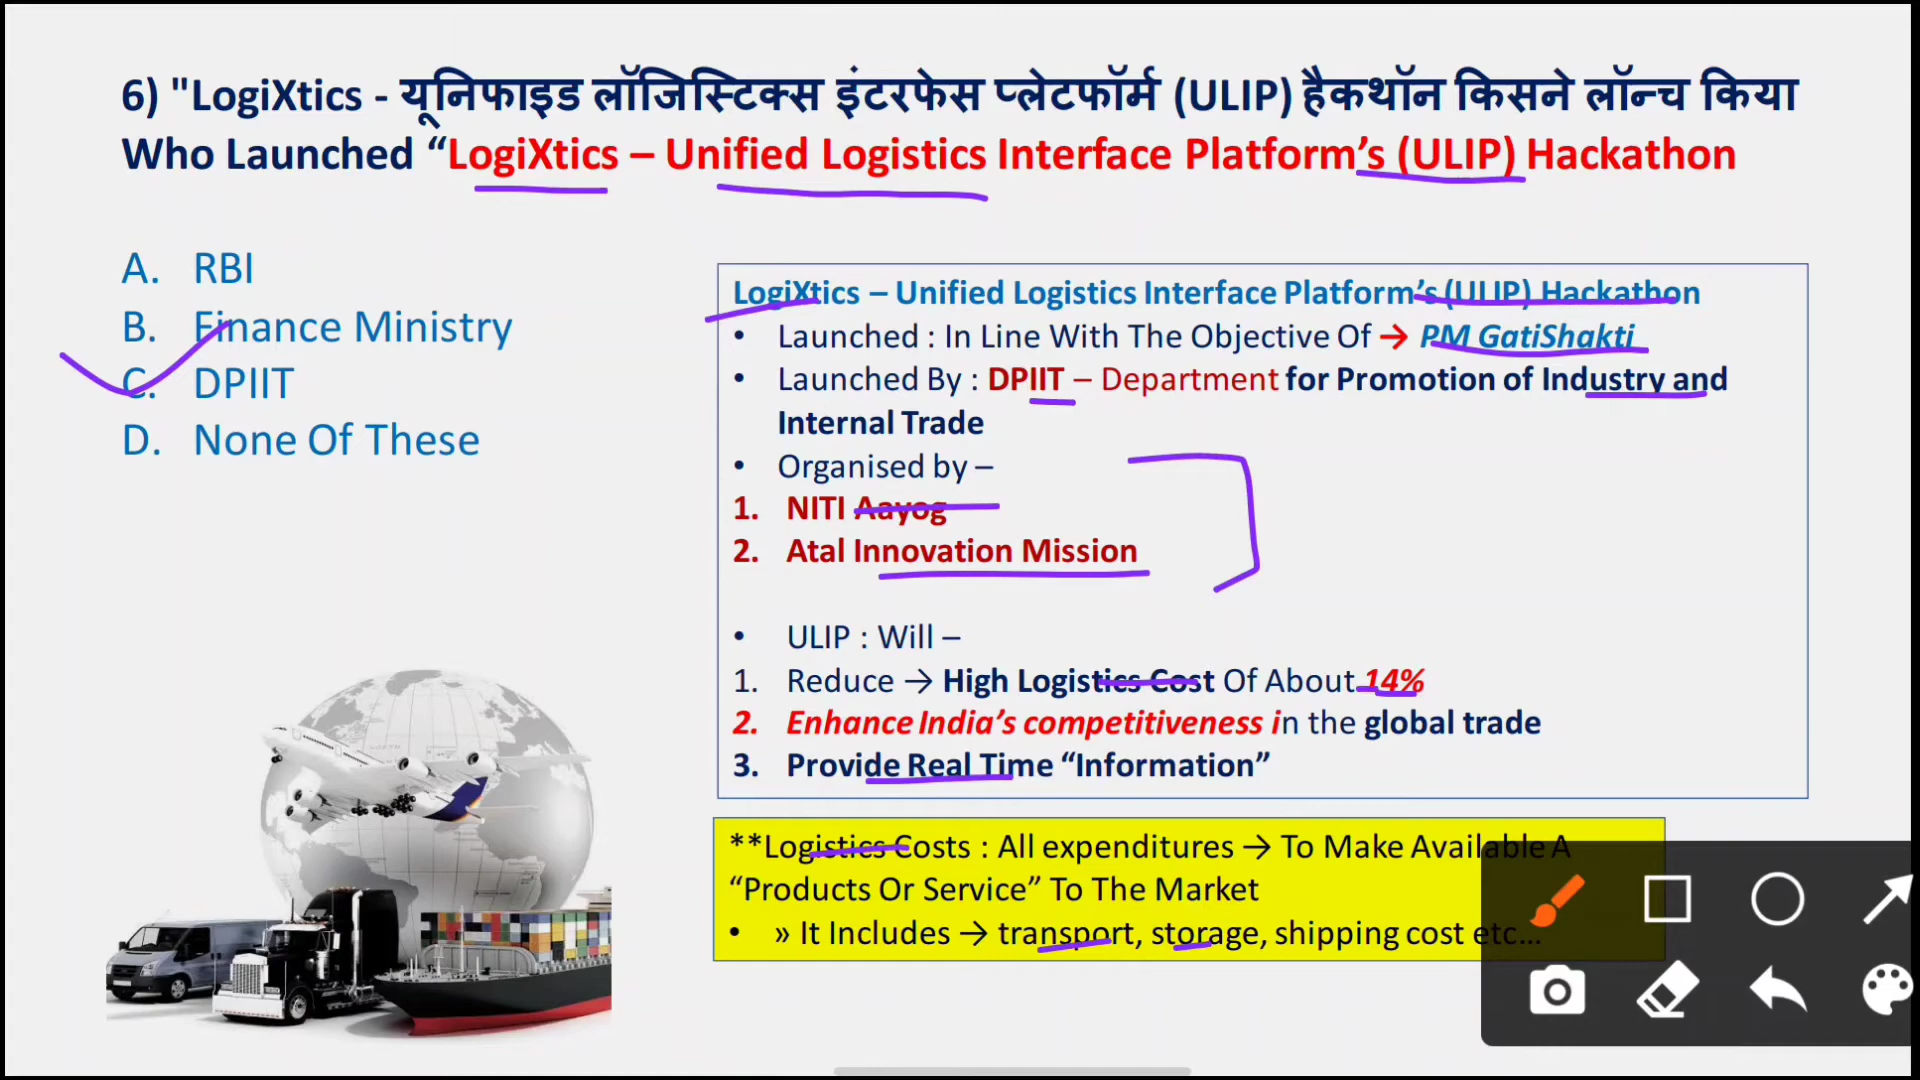 6) "LogiXtics - यूनिफाइड लॉजिस्टिक्स इंटरफेस प्लेटफॉर्म (ULIP) हैकथॉन किसने लॉन्च किया
Who Launched “LogiXtics – Unified Logistics Interface Platform’s (ULIP) Hackathon
A. RBI
B. Finance Ministry
C. DPIIT
D. None Of These
LogiXtics – Unified Logistics Interface Platform’s (ULIP) Hackathon
• Launched : In Line With The Objective Of → PM GatiShakti
• Launched By : DPIIT – Department for Promotion of Industry and
Internal Trade
• Organised by –
1. NITI Aayog
2. Atal Innovation Mission
• ULIP : Will –
1. Reduce → High Logistics Cost Of About 14%
2. Enhance India’s competitiveness in the global trade
3. Provide Real Time “Information”
**Logistics Costs : All expenditures → To Make Available A
“Products Or Service” To The Market
• » It Includes → transport, storage, shipping cost etc...